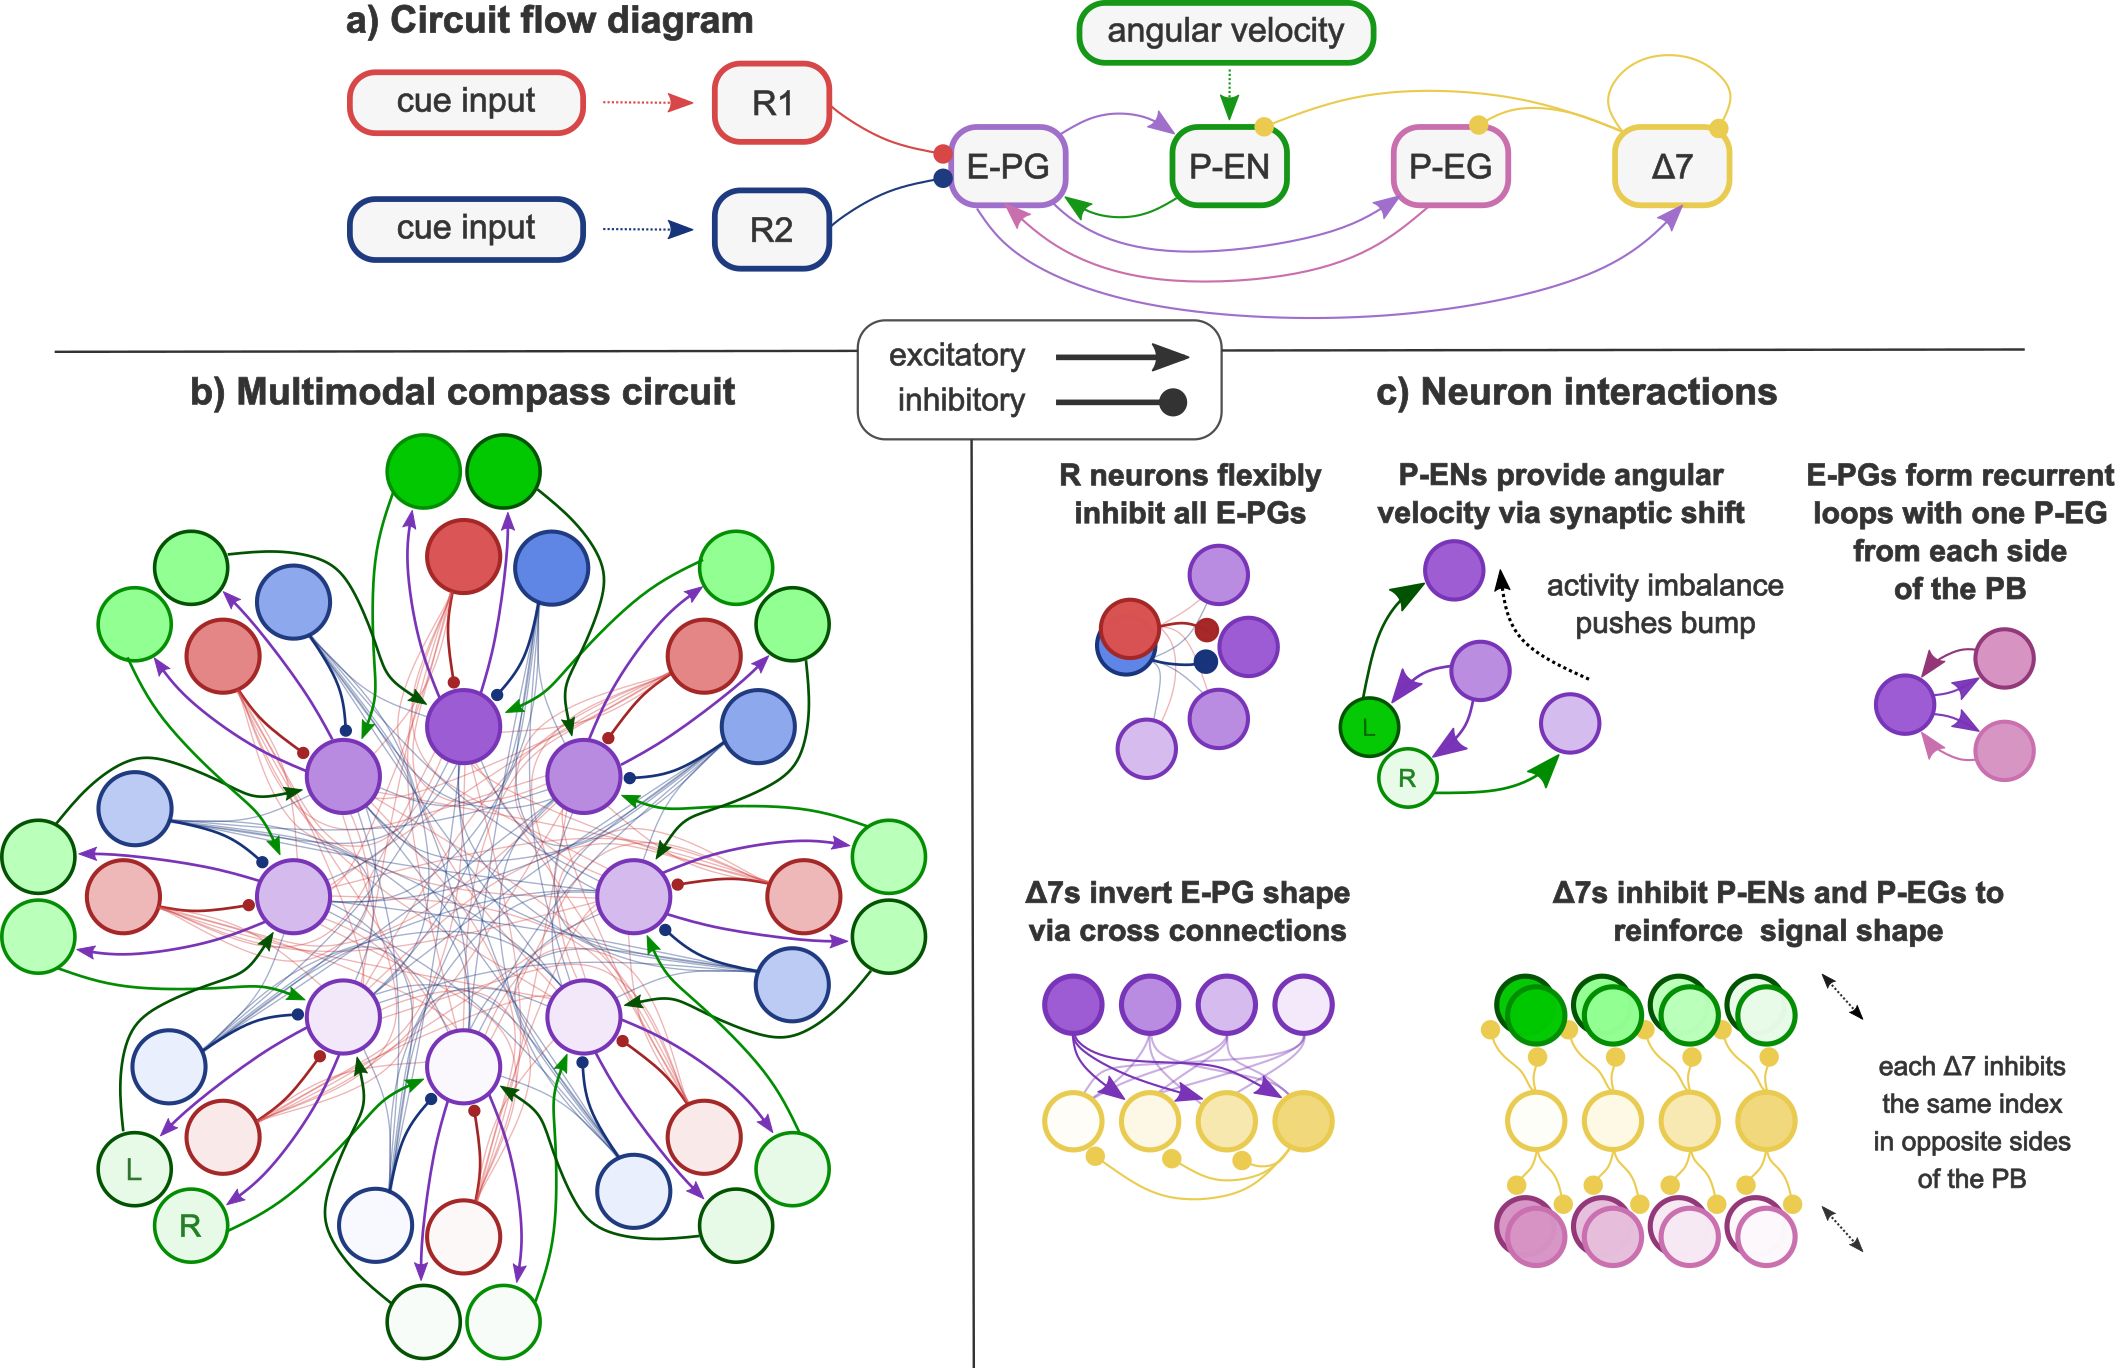 a) Circuit flow diagram
angular velocity
cue input
R1
E-PG
P-EN
P-EG
Δ7
cue input
R2
excitatory
inhibitory
b) Multimodal compass circuit
L
R
c) Neuron interactions
R neurons flexibly
inhibit all E-PGs
P-ENs provide angular
velocity via synaptic shift
activity imbalance
pushes bump
L
R
E-PGs form recurrent
loops with one P-EG
from each side
of the PB
Δ7s invert E-PG shape
via cross connections
Δ7s inhibit P-ENs and P-EGs to
reinforce signal shape
each Δ7 inhibits
the same index
in opposite sides
of the PB